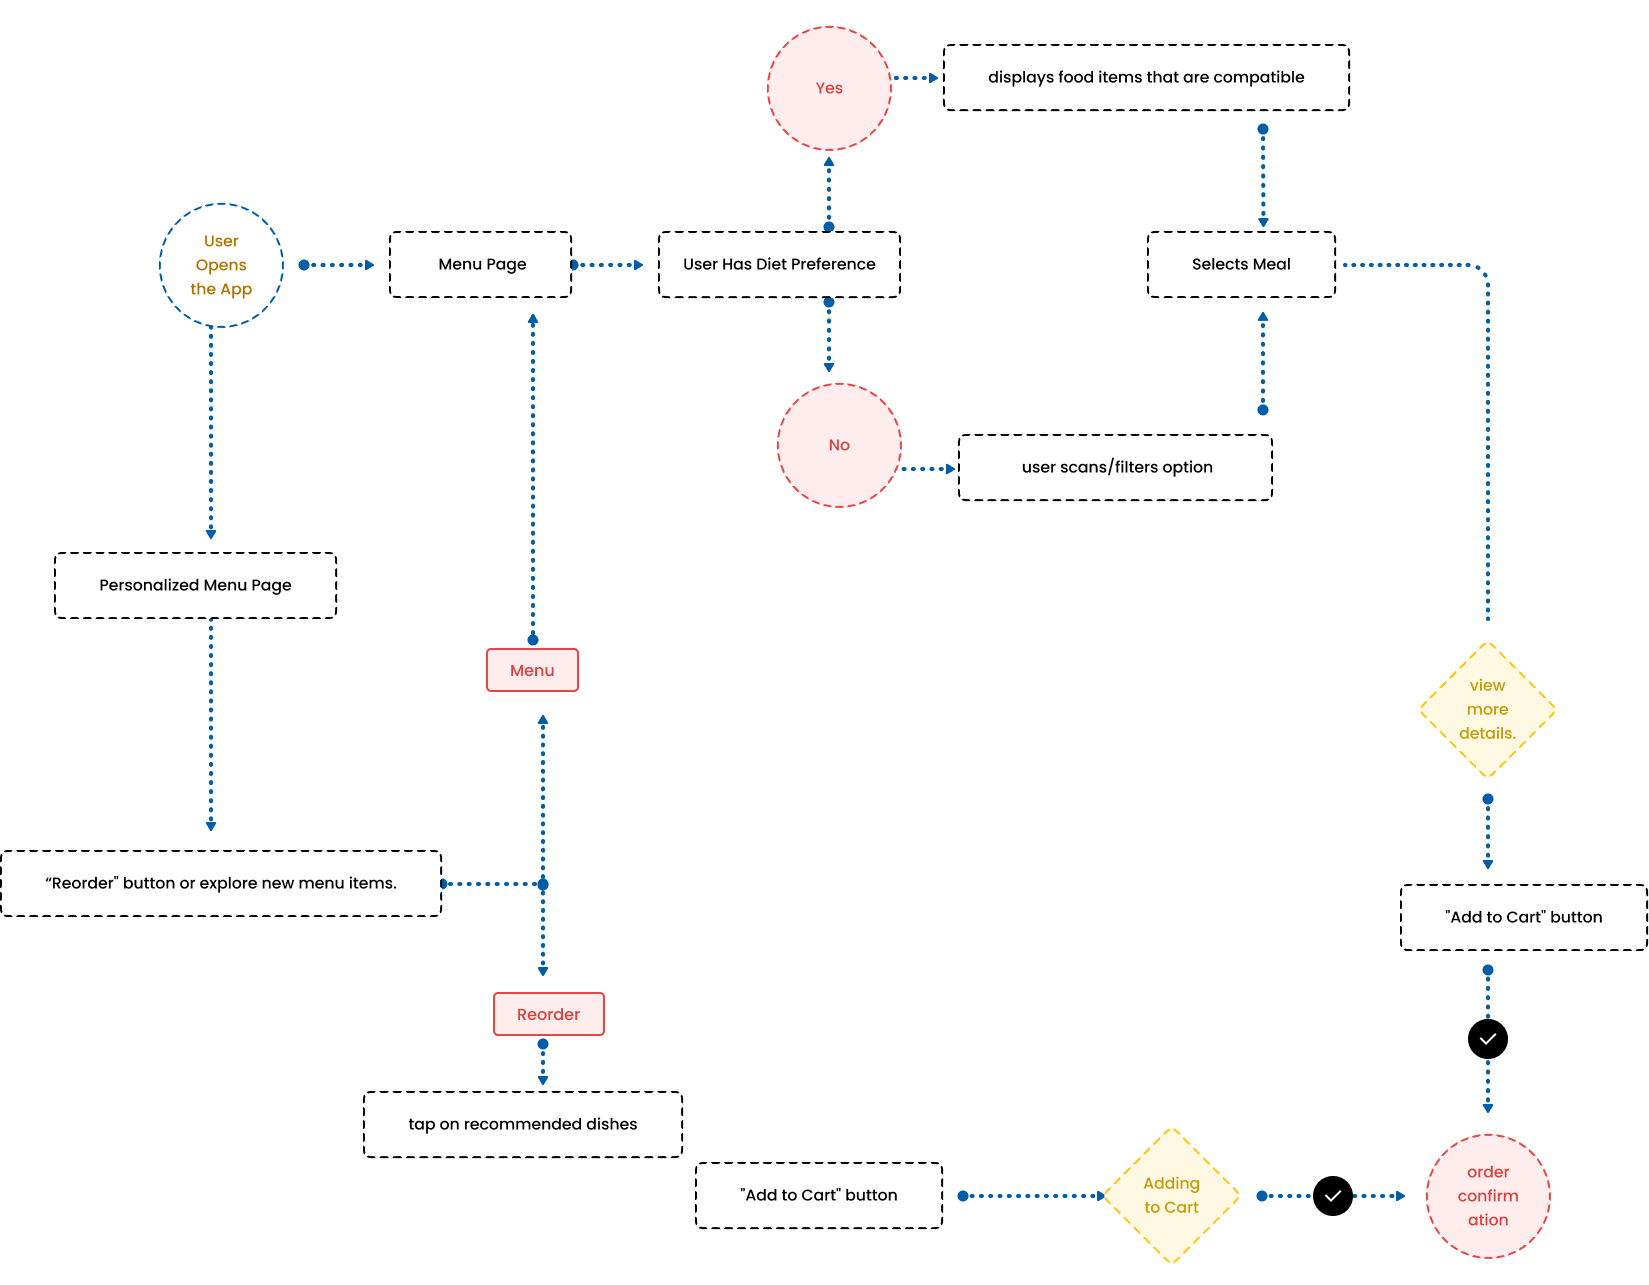 Yes
displays food items that are compatible
User
Opens
the App
Menu Page
User Has Diet Preference
Selects Meal
No
user scans/filters option
Personalized Menu Page
Menu
view
more
details.
“Reorder" button or explore new menu items.
"Add to Cart" button
Reorder
tap on recommended dishes
"Add to Cart" button
Adding
to Cart
order
confirm
ation